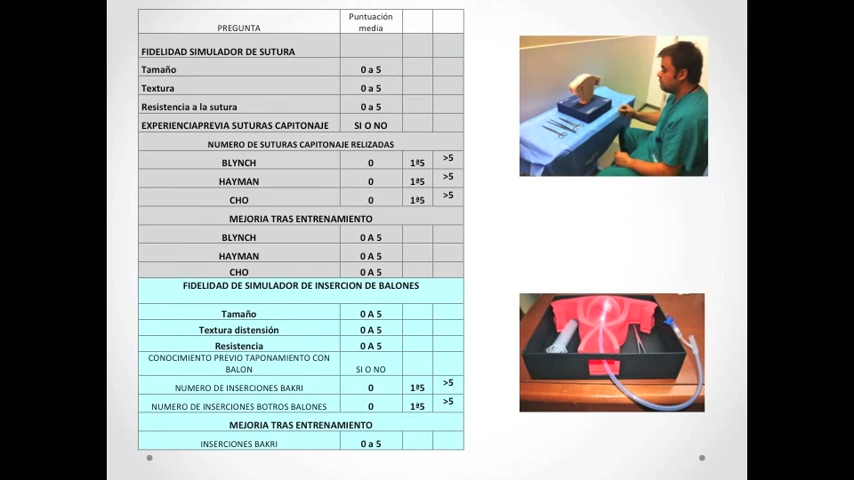 PREGUNTA Puntuación media
FIDELIDAD SIMULADOR DE SUTURA
Tamaño 0 a 5
Textura 0 a 5
Resistencia a la sutura 0 a 5
EXPERIENCIAPREVIA SUTURAS CAPITONAJE SI O NO
NUMERO DE SUTURAS CAPITONAJE RELIZADAS
BLYNCH 0 1ª5 >5
HAYMAN 0 1ª5 >5
CHO 0 1ª5 >5
MEJORIA TRAS ENTRENAMIENTO
BLYNCH 0 A 5
HAYMAN 0 A 5
CHO 0 A 5
FIDELIDAD DE SIMULADOR DE INSERCION DE BALONES
Tamaño 0 A 5
Textura distensión 0 A 5
Resistencia 0 A 5
CONOCIMIENTO PREVIO TAPONAMIENTO CON
BALON SI O NO
NUMERO DE INSERCIONES BAKRI 0 1ª5 >5
NUMERO DE INSERCIONES BOTROS BALONES 0 1ª5 >5
MEJORIA TRAS ENTRENAMIENTO
INSERCIONES BAKRI 0 a 5